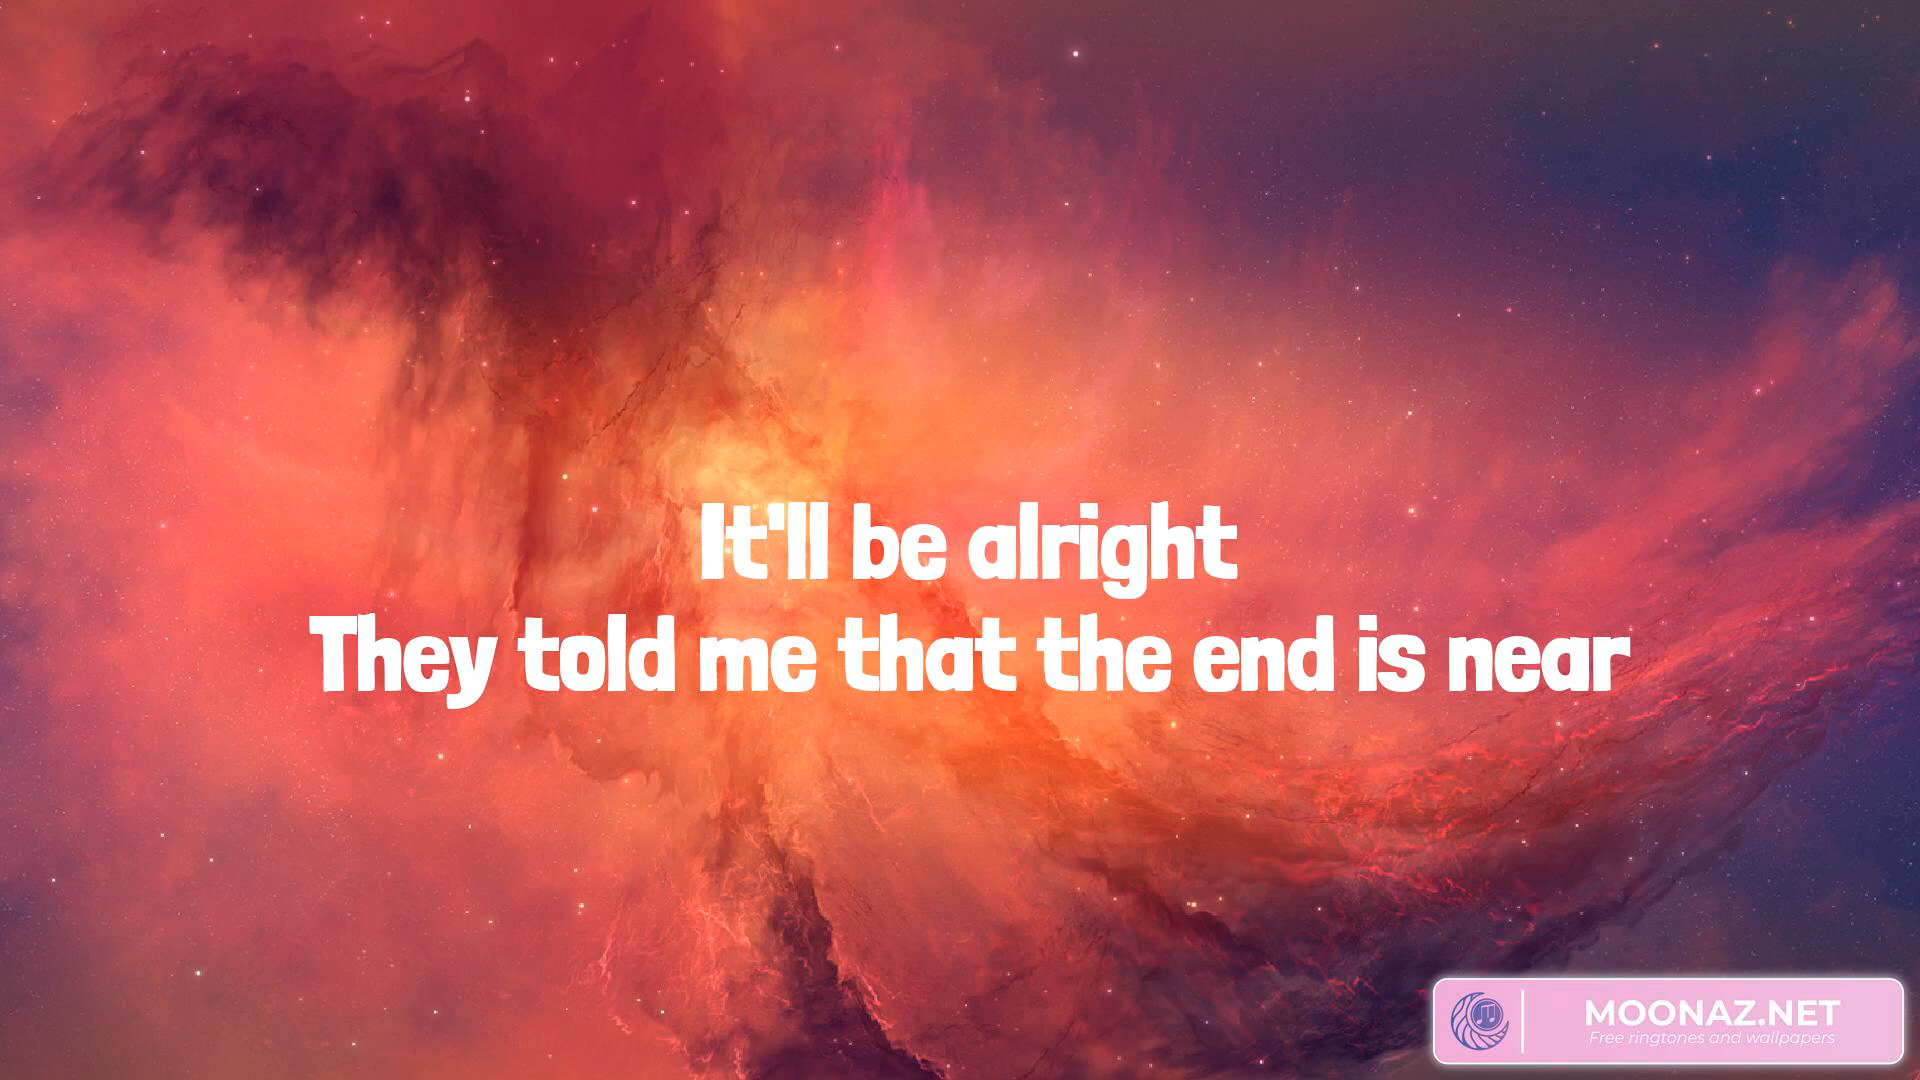 It'll be alright
They told me that the end is near
MOONAZ.NET
Free ringtones and wallpapers